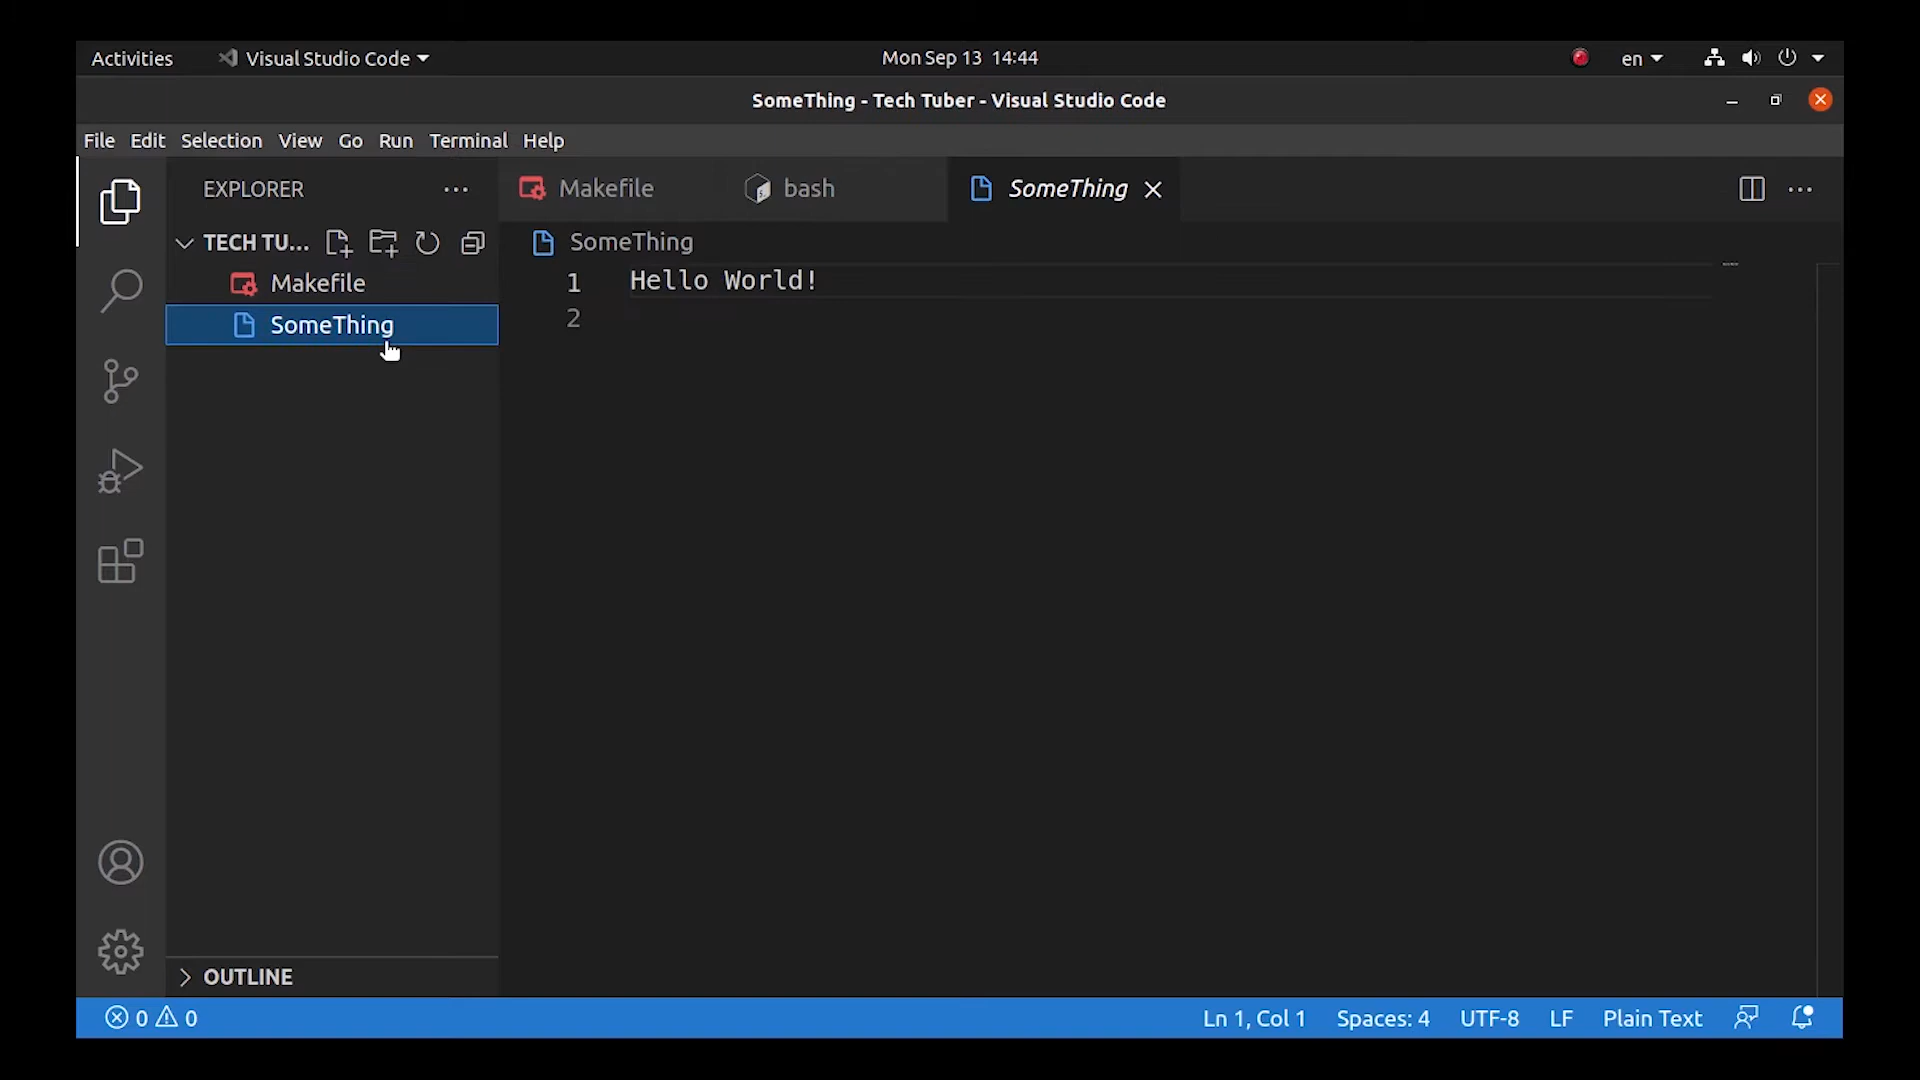 Activities Visual Studio Code Mon Sep 13 14:44 en
SomeThing - Tech Tuber - Visual Studio Code
File Edit Selection View Go Run Terminal Help
EXPLORER Makefile bash SomeThing
TECH TU... SomeThing
Makefile 1 Hello World!
SomeThing 2
OUTLINE
0 0 Ln 1, Col 1 Spaces: 4 UTF-8 LF Plain Text